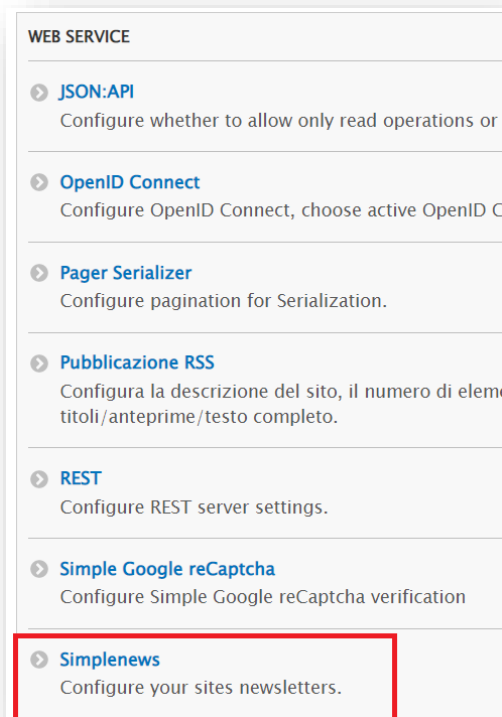 WEB SERVICE
JSON:API
Configure whether to allow only read operations or
OpenID Connect
Configure OpenID Connect, choose active OpenID
Pager Serializer
Configure pagination for Serialization.
Pubblicazione RSS
Configura la descrizione del sito, il numero di
titoli/anteprime/testo completo.
REST
Configure REST server settings.
Simple Google reCaptcha
Configure Simple Google reCaptcha verification
Simplenews
Configure your sites newsletters.